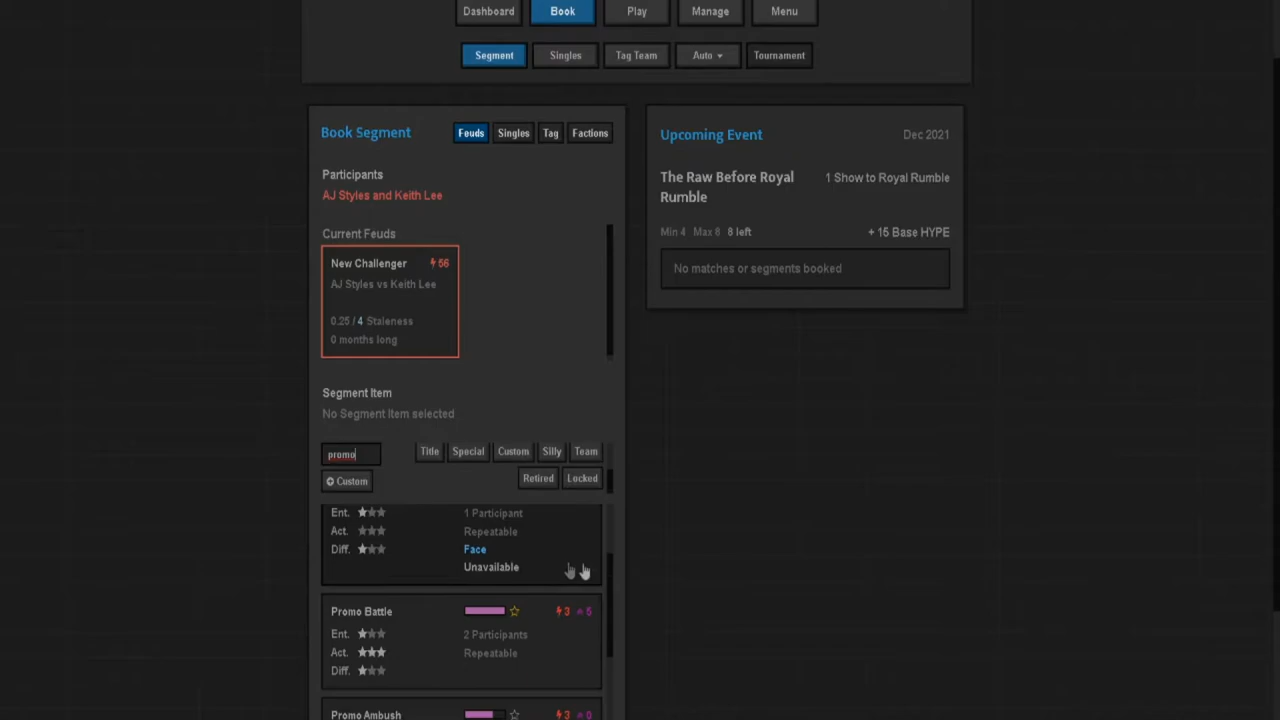 Dashboard Book Play Manage Menu
Segment Singles Tag Team Auto Tournament
Book Segment Feuds Singles Tag Factions
Participants
AJ Styles and Keith Lee
Current Feuds
New Challenger 56
AJ Styles vs Keith Lee
0.25 / 4 Staleness
0 months long
Segment Item
No Segment Item selected
promo Title Special Custom Silly Team
Custom Retired Locked
Ent. 1 Participant
Act. Repeatable
Diff. Face
Unavailable
Promo Battle 3 5
Ent. 2 Participants
Act. Repeatable
Diff.
Promo Ambush 3 0
Upcoming Event Dec 2021
The Raw Before Royal Rumble 1 Show to Royal Rumble
Min 4 Max 8 8 left + 15 Base HYPE
No matches or segments booked